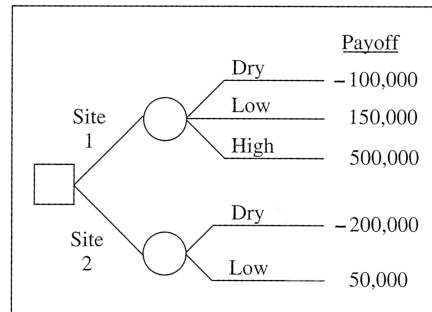 Payoff
Dry −100,000
Site 1
Low 150,000
High 500,000
Dry −200,000
Site 2
Low 50,000